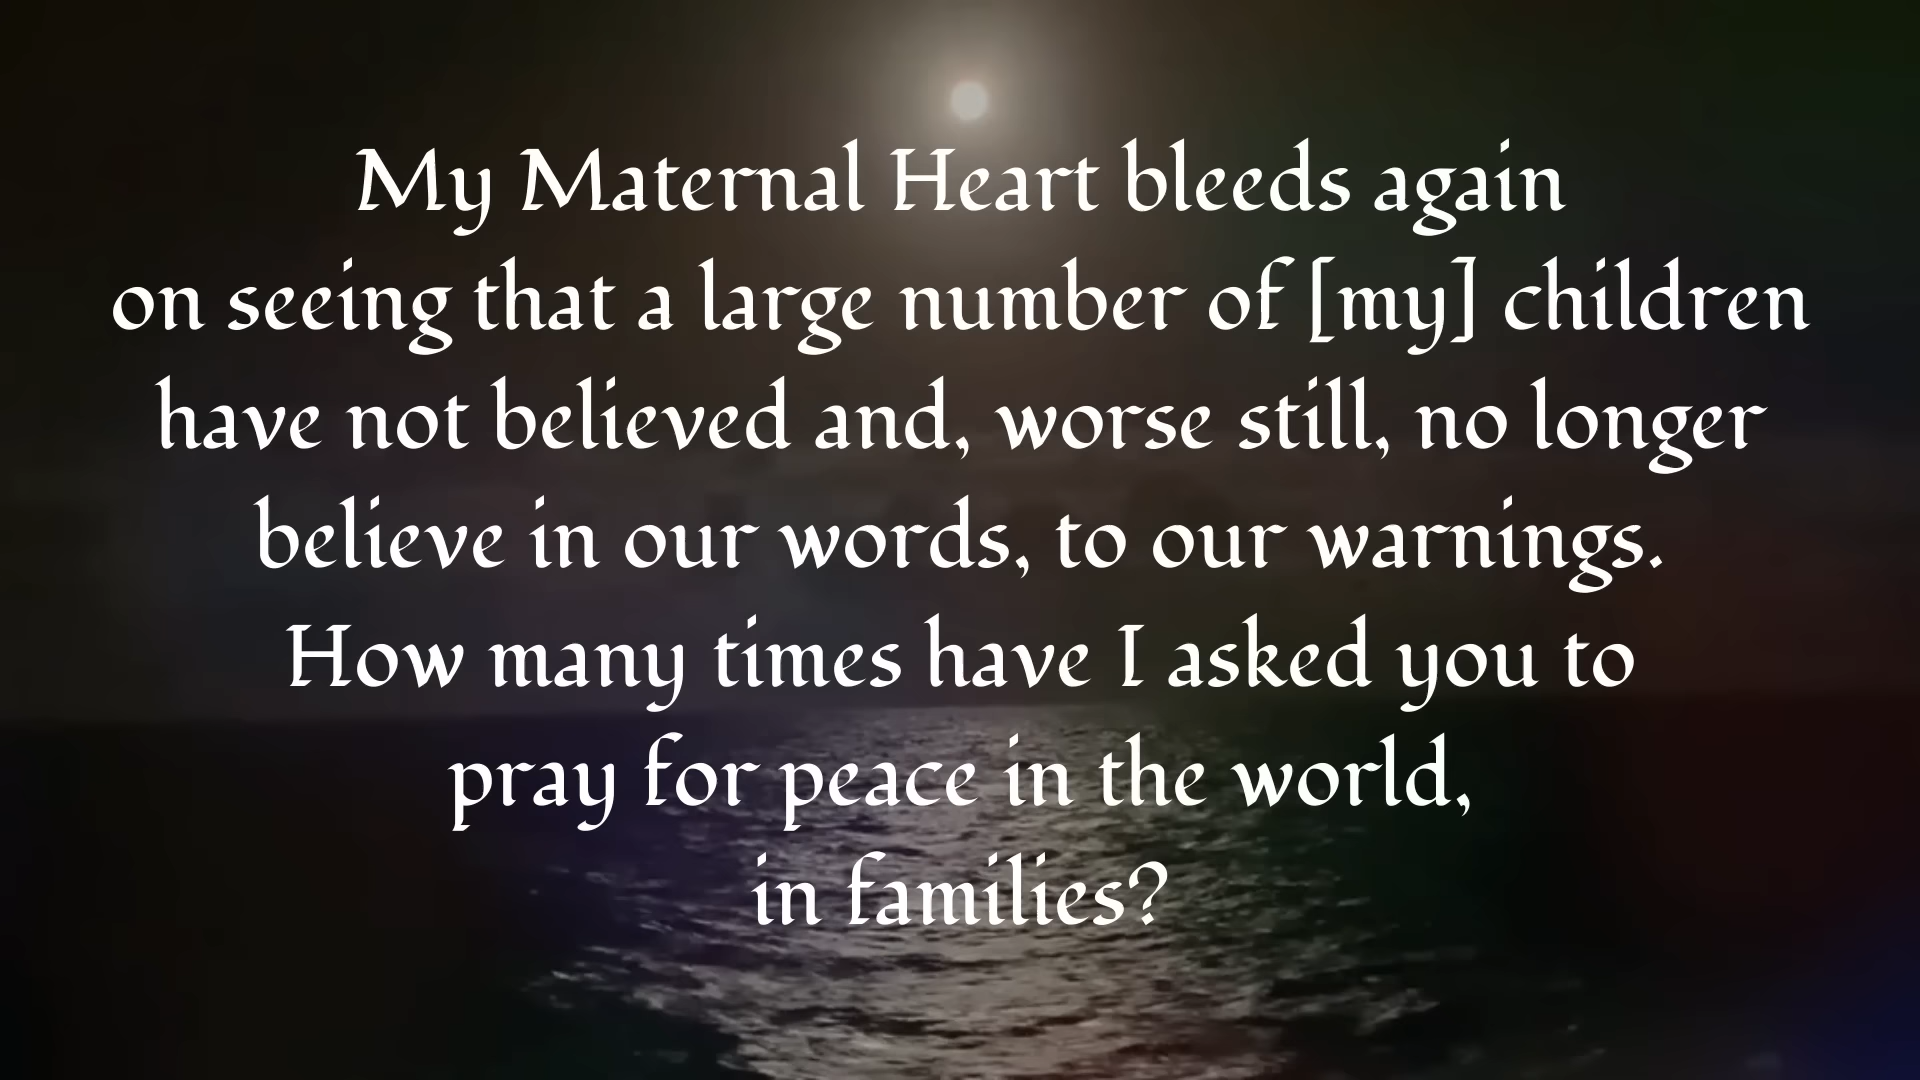 My Maternal Heart bleeds again
on seeing that a large number of [my] children
have not believed and, worse still, no longer
believe in our words, to our warnings.
How many times have I asked you to
pray for peace in the world,
in families?